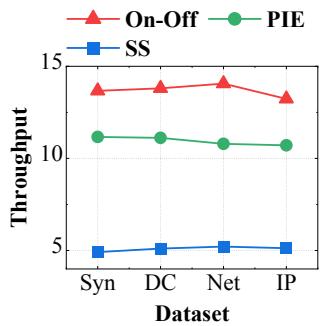 On-Off PIE
SS
15
10
5
Throughput
Syn DC Net IP
Dataset